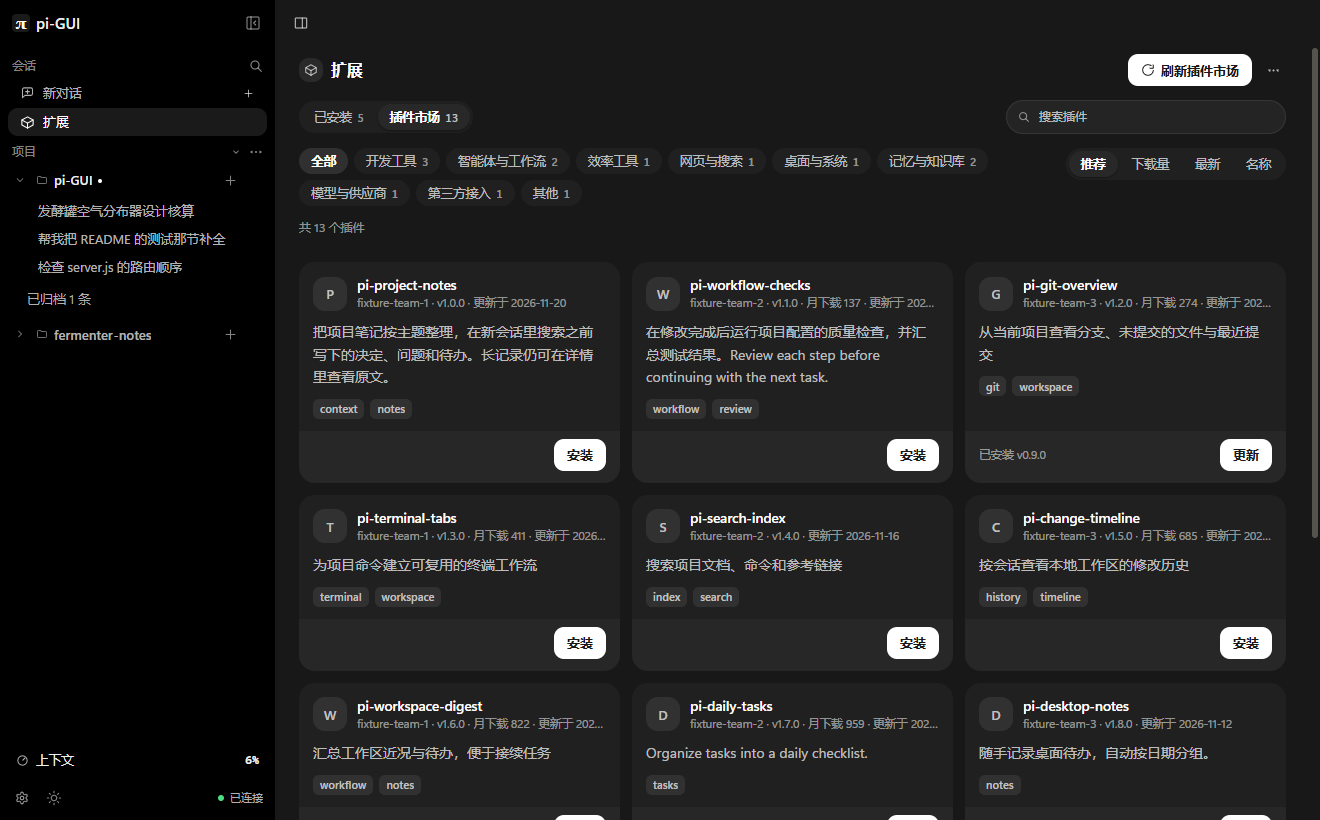 π pi-GUI
会话
新对话
扩展
项目
pi-GUI
发酵罐空气分布器设计核算
帮我把 README 的测试那节补全
检查 server.js 的路由顺序
已归档 1 条
fermenter-notes
上下文 6%
已连接
扩展
刷新插件市场
已安装 5 插件市场 13
搜索插件
全部 开发工具 3 智能体与工作流 2 效率工具 1 网页与搜索 1 桌面与系统 1 记忆与知识库 2
模型与供应商 1 第三方接入 1 其他 1
推荐 下载量 最新 名称
共 13 个插件
P
pi-project-notes
fixture-team-1 · v1.0.0 · 更新于 2026-11-20
把项目笔记按主题整理，在新会话里搜索之前
写下的决定、问题和待办。长记录仍可在详情
里查看原文。
context notes
安装
W
pi-workflow-checks
fixture-team-2 · v1.1.0 · 月下载 137 · 更新于 202...
在修改完成后运行项目配置的质量检查，并汇
总测试结果。Review each step before
continuing with the next task.
workflow review
安装
G
pi-git-overview
fixture-team-3 · v1.2.0 · 月下载 274 · 更新于 202...
从当前项目查看分支、未提交的文件与最近提
交
git workspace
已安装 v0.9.0 更新
T
pi-terminal-tabs
fixture-team-1 · v1.3.0 · 月下载 411 · 更新于 2026...
为项目命令建立可复用的终端工作流
terminal workspace
安装
S
pi-search-index
fixture-team-2 · v1.4.0 · 更新于 2026-11-16
搜索项目文档、命令和参考链接
index search
安装
C
pi-change-timeline
fixture-team-3 · v1.5.0 · 月下载 685 · 更新于 202...
按会话查看本地工作区的修改历史
history timeline
安装
W
pi-workspace-digest
fixture-team-1 · v1.6.0 · 月下载 822 · 更新于 202...
汇总工作区近况与待办，便于接续任务
workflow notes
D
pi-daily-tasks
fixture-team-2 · v1.7.0 · 月下载 959 · 更新于 202...
Organize tasks into a daily checklist.
tasks
D
pi-desktop-notes
fixture-team-3 · v1.8.0 · 更新于 2026-11-12
随手记录桌面待办，自动按日期分组。
notes